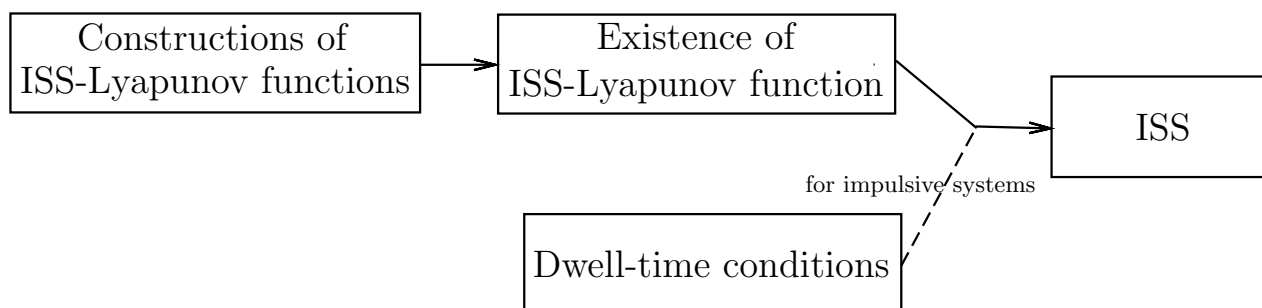 Constructions of
ISS-Lyapunov functions
Existence of
ISS-Lyapunov function
ISS
for impulsive systems
Dwell-time conditions